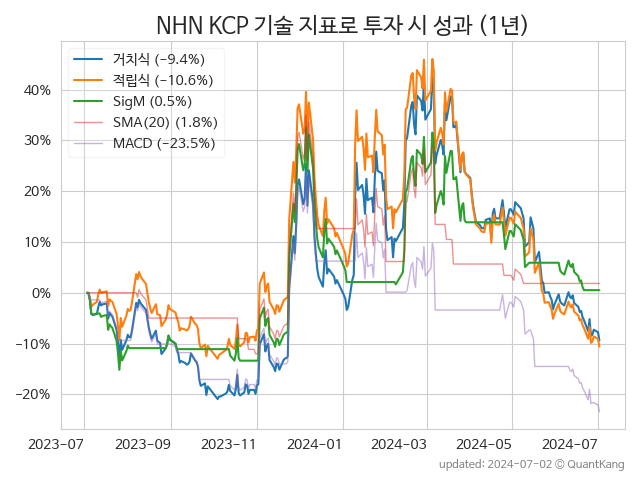 NHN KCP 기술 지표로 투자 시 성과 (1년)
거치식 (−9.4%)
적립식 (−10.6%)
SigM (0.5%)
SMA(20) (1.8%)
MACD (−23.5%)
40%
30%
20%
10%
0%
−10%
−20%
2023-07 2023-09 2023-11 2024-01 2024-03 2024-05 2024-07
updated: 2024-07-02 © QuantKang